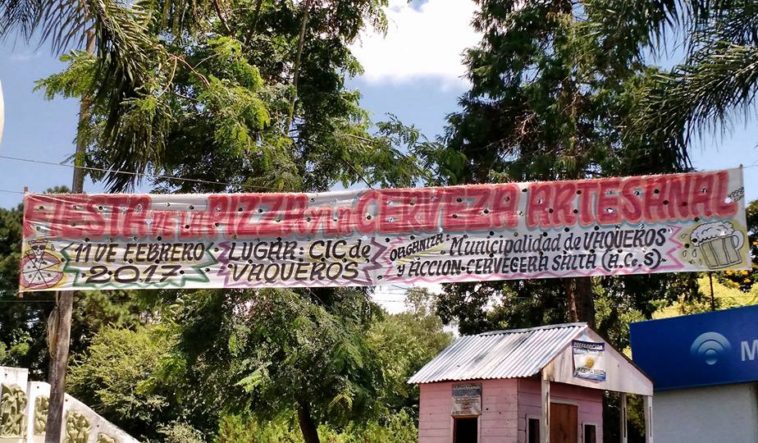 FIESTA DE LA PIZZA Y LA CERVEZA ARTESANAL
11 DE FEBRERO 2017
LUGAR: CIC de VAQUEROS
ORGANIZA: Municipalidad de VAQUEROS
y ACCION CERVECERA SALTA (A.C.S.)
M